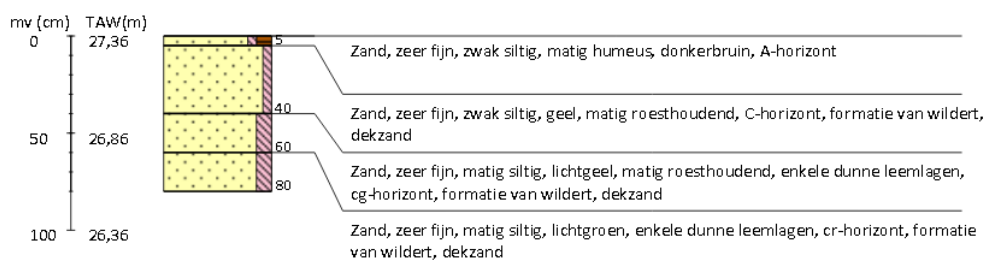 mv (cm) TAW(m)
0 27,36
5
Zand, zeer fijn, zwak siltig, matig humeus, donkerbruin, A-horizont
40
Zand, zeer fijn, zwak siltig, geel, matig roesthoudend, C-horizont, formatie van wildert,
dekzand
50 26,86
60
Zand, zeer fijn, matig siltig, lichtgeel, matig roesthoudend, enkele dunne leemlagen,
cg-horizont, formatie van wildert, dekzand
80
100 26,36
Zand, zeer fijn, matig siltig, lichtgroen, enkele dunne leemlagen, cr-horizont, formatie
van wildert, dekzand